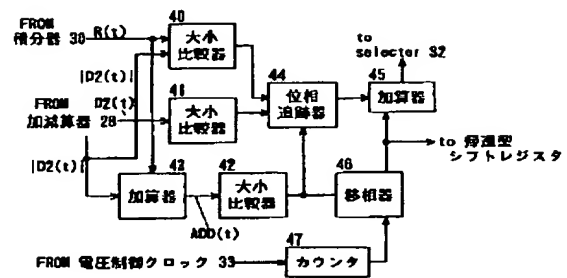 FROM
積分器 30
R(t)
40
大小
比較器
|D2(t)|
FROM
加減算器 28
D2(t)
41
大小
比較器
44
位相
追跡器
to
selector 32
45
加算器
|D2(t)|
43
加算器
ADD(t)
42
大小
比較器
46
移相器
to 帰還型
シフトレジスタ
FROM 電圧制御クロック 33
47
カウンタ